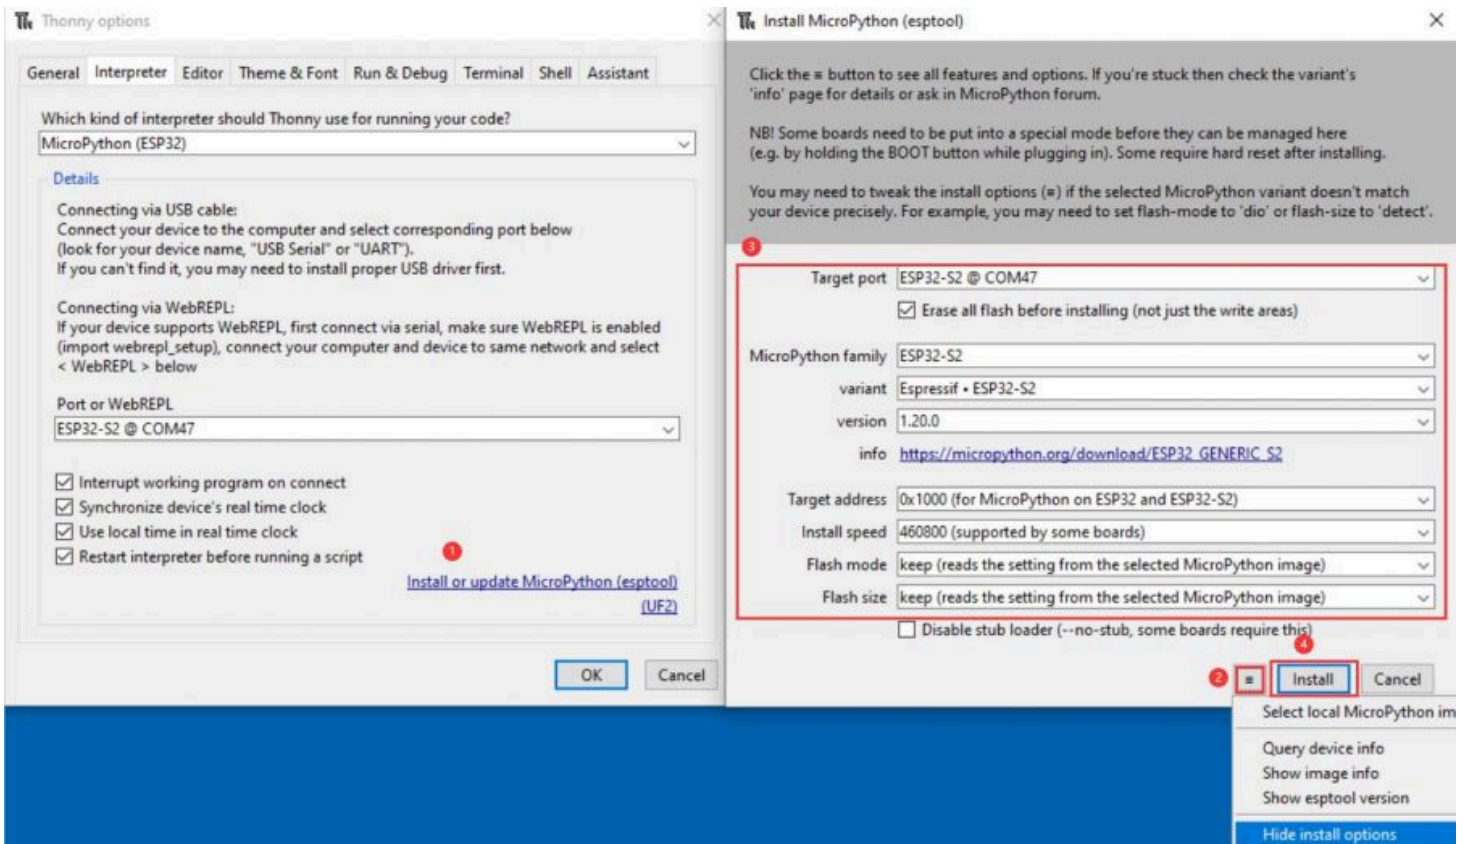 Thonny options
General Interpreter Editor Theme & Font Run & Debug Terminal Shell Assistant
Which kind of interpreter should Thonny use for running your code?
MicroPython (ESP32)
Details
Connecting via USB cable:
Connect your device to the computer and select corresponding port below
(look for your device name, "USB Serial" or "UART").
If you can't find it, you may need to install proper USB driver first.
Connecting via WebREPL:
If your device supports WebREPL, first connect via serial, make sure WebREPL is enabled
(import webrepl_setup), connect your computer and device to same network and select
< WebREPL > below
Port or WebREPL
ESP32-S2 @ COM47
Interrupt working program on connect
Synchronize device's real time clock
Use local time in real time clock
Restart interpreter before running a script
1
Install or update MicroPython (esptool)
(UF2)
OK Cancel
Install MicroPython (esptool)
Click the ≡ button to see all features and options. If you're stuck then check the variant's
'info' page for details or ask in MicroPython forum.
NB! Some boards need to be put into a special mode before they can be managed here
(e.g. by holding the BOOT button while plugging in). Some require hard reset after installing.
You may need to tweak the install options (≡) if the selected MicroPython variant doesn't match
your device precisely. For example, you may need to set flash-mode to 'dio' or flash-size to 'detect'.
3
Target port ESP32-S2 @ COM47
Erase all flash before installing (not just the write areas)
MicroPython family ESP32-S2
variant Espressif • ESP32-S2
version 1.20.0
info https://micropython.org/download/ESP32_GENERIC_S2
Target address 0x1000 (for MicroPython on ESP32 and ESP32-S2)
Install speed 460800 (supported by some boards)
Flash mode keep (reads the setting from the selected MicroPython image)
Flash size keep (reads the setting from the selected MicroPython image)
Disable stub loader (--no-stub, some boards require this)
4
2 ≡ Install Cancel
Select local MicroPython im
Query device info
Show image info
Show esptool version
Hide install options